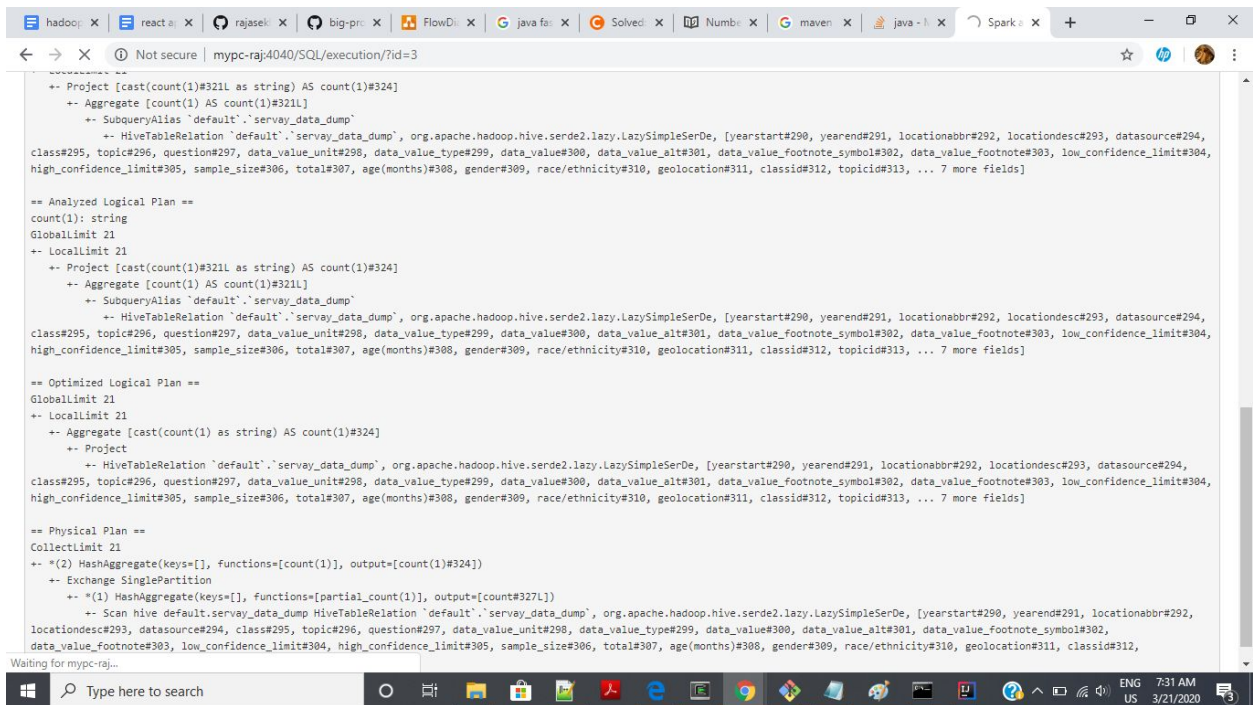 hadoop
react a
rajasek
big-pro
FlowDi
java fas
Solved
Numbe
maven
java - N
Spark a
Not secure | mypc-raj:4040/SQL/execution/?id=3
+- Project [cast(count(1)#321L as string) AS count(1)#324]
+- Aggregate [count(1) AS count(1)#321L]
+- SubqueryAlias `default`.`servay_data_dump`
+- HiveTableRelation `default`.`servay_data_dump`, org.apache.hadoop.hive.serde2.lazy.LazySimpleSerDe, [yearstart#290, yearend#291, locationabbr#292, locationdesc#293, datasource#294,
class#295, topic#296, question#297, data_value_unit#298, data_value_type#299, data_value#300, data_value_alt#301, data_value_footnote_symbol#302, data_value_footnote#303, low_confidence_limit#304,
high_confidence_limit#305, sample_size#306, total#307, age(months)#308, gender#309, race/ethnicity#310, geolocation#311, classid#312, topicid#313, ... 7 more fields]
== Analyzed Logical Plan ==
count(1): string
GlobalLimit 21
+- LocalLimit 21
+- Project [cast(count(1)#321L as string) AS count(1)#324]
+- Aggregate [count(1) AS count(1)#321L]
+- SubqueryAlias `default`.`servay_data_dump`
+- HiveTableRelation `default`.`servay_data_dump`, org.apache.hadoop.hive.serde2.lazy.LazySimpleSerDe, [yearstart#290, yearend#291, locationabbr#292, locationdesc#293, datasource#294,
class#295, topic#296, question#297, data_value_unit#298, data_value_type#299, data_value#300, data_value_alt#301, data_value_footnote_symbol#302, data_value_footnote#303, low_confidence_limit#304,
high_confidence_limit#305, sample_size#306, total#307, age(months)#308, gender#309, race/ethnicity#310, geolocation#311, classid#312, topicid#313, ... 7 more fields]
== Optimized Logical Plan ==
GlobalLimit 21
+- LocalLimit 21
+- Aggregate [cast(count(1) as string) AS count(1)#324]
+- Project
+- HiveTableRelation `default`.`servay_data_dump`, org.apache.hadoop.hive.serde2.lazy.LazySimpleSerDe, [yearstart#290, yearend#291, locationabbr#292, locationdesc#293, datasource#294,
class#295, topic#296, question#297, data_value_unit#298, data_value_type#299, data_value#300, data_value_alt#301, data_value_footnote_symbol#302, data_value_footnote#303, low_confidence_limit#304,
high_confidence_limit#305, sample_size#306, total#307, age(months)#308, gender#309, race/ethnicity#310, geolocation#311, classid#312, topicid#313, ... 7 more fields]
== Physical Plan ==
CollectLimit 21
+- *(2) HashAggregate(keys=[], functions=[count(1)], output=[count(1)#324])
+- Exchange SinglePartition
+- *(1) HashAggregate(keys=[], functions=[partial_count(1)], output=[count#327L])
+- Scan hive default.servay_data_dump HiveTableRelation `default`.`servay_data_dump`, org.apache.hadoop.hive.serde2.lazy.LazySimpleSerDe, [yearstart#290, yearend#291, locationabbr#292,
locationdesc#293, datasource#294, class#295, topic#296, question#297, data_value_unit#298, data_value_type#299, data_value#300, data_value_alt#301, data_value_footnote_symbol#302,
data_value_footnote#303, low_confidence_limit#304, high_confidence_limit#305, sample_size#306, total#307, age(months)#308, gender#309, race/ethnicity#310, geolocation#311, classid#312,
Waiting for mypc-raj...
Type here to search
ENG
US
7:31 AM
3/21/2020